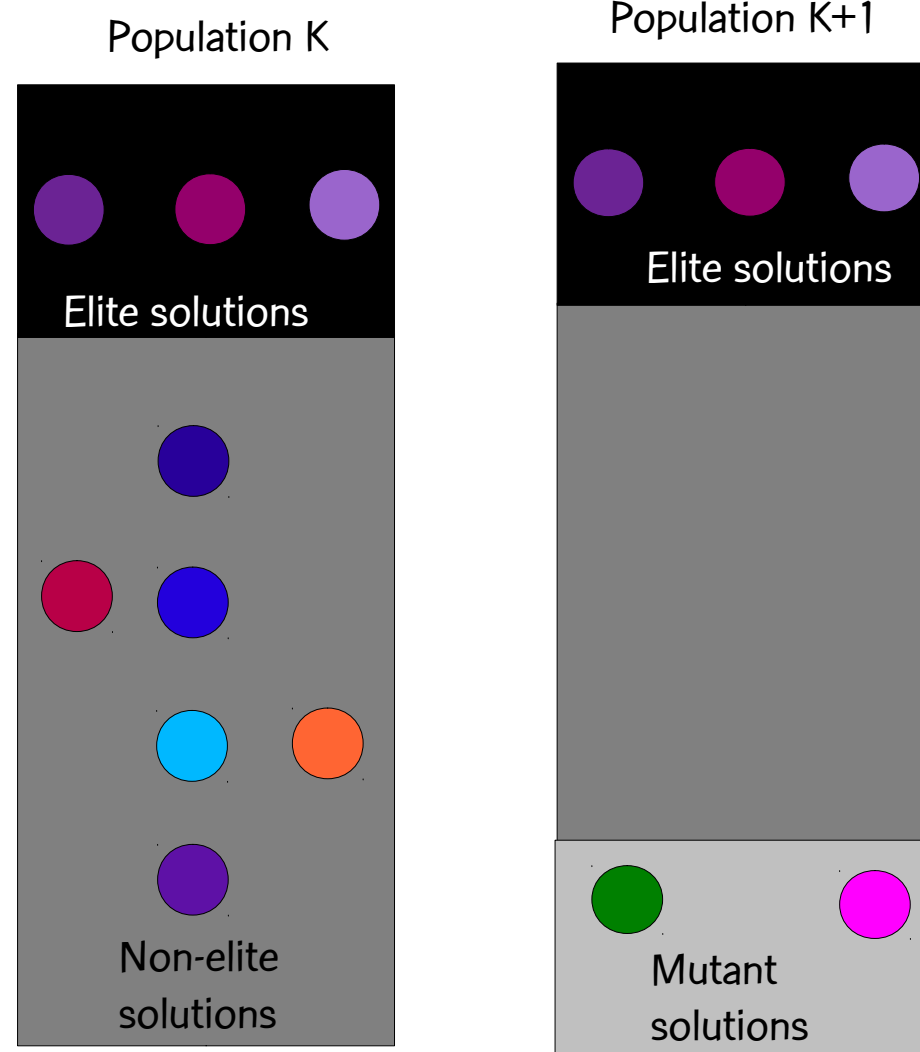 Population K
Elite solutions
Non-elite
solutions
Population K+1
Elite solutions
Mutant
solutions